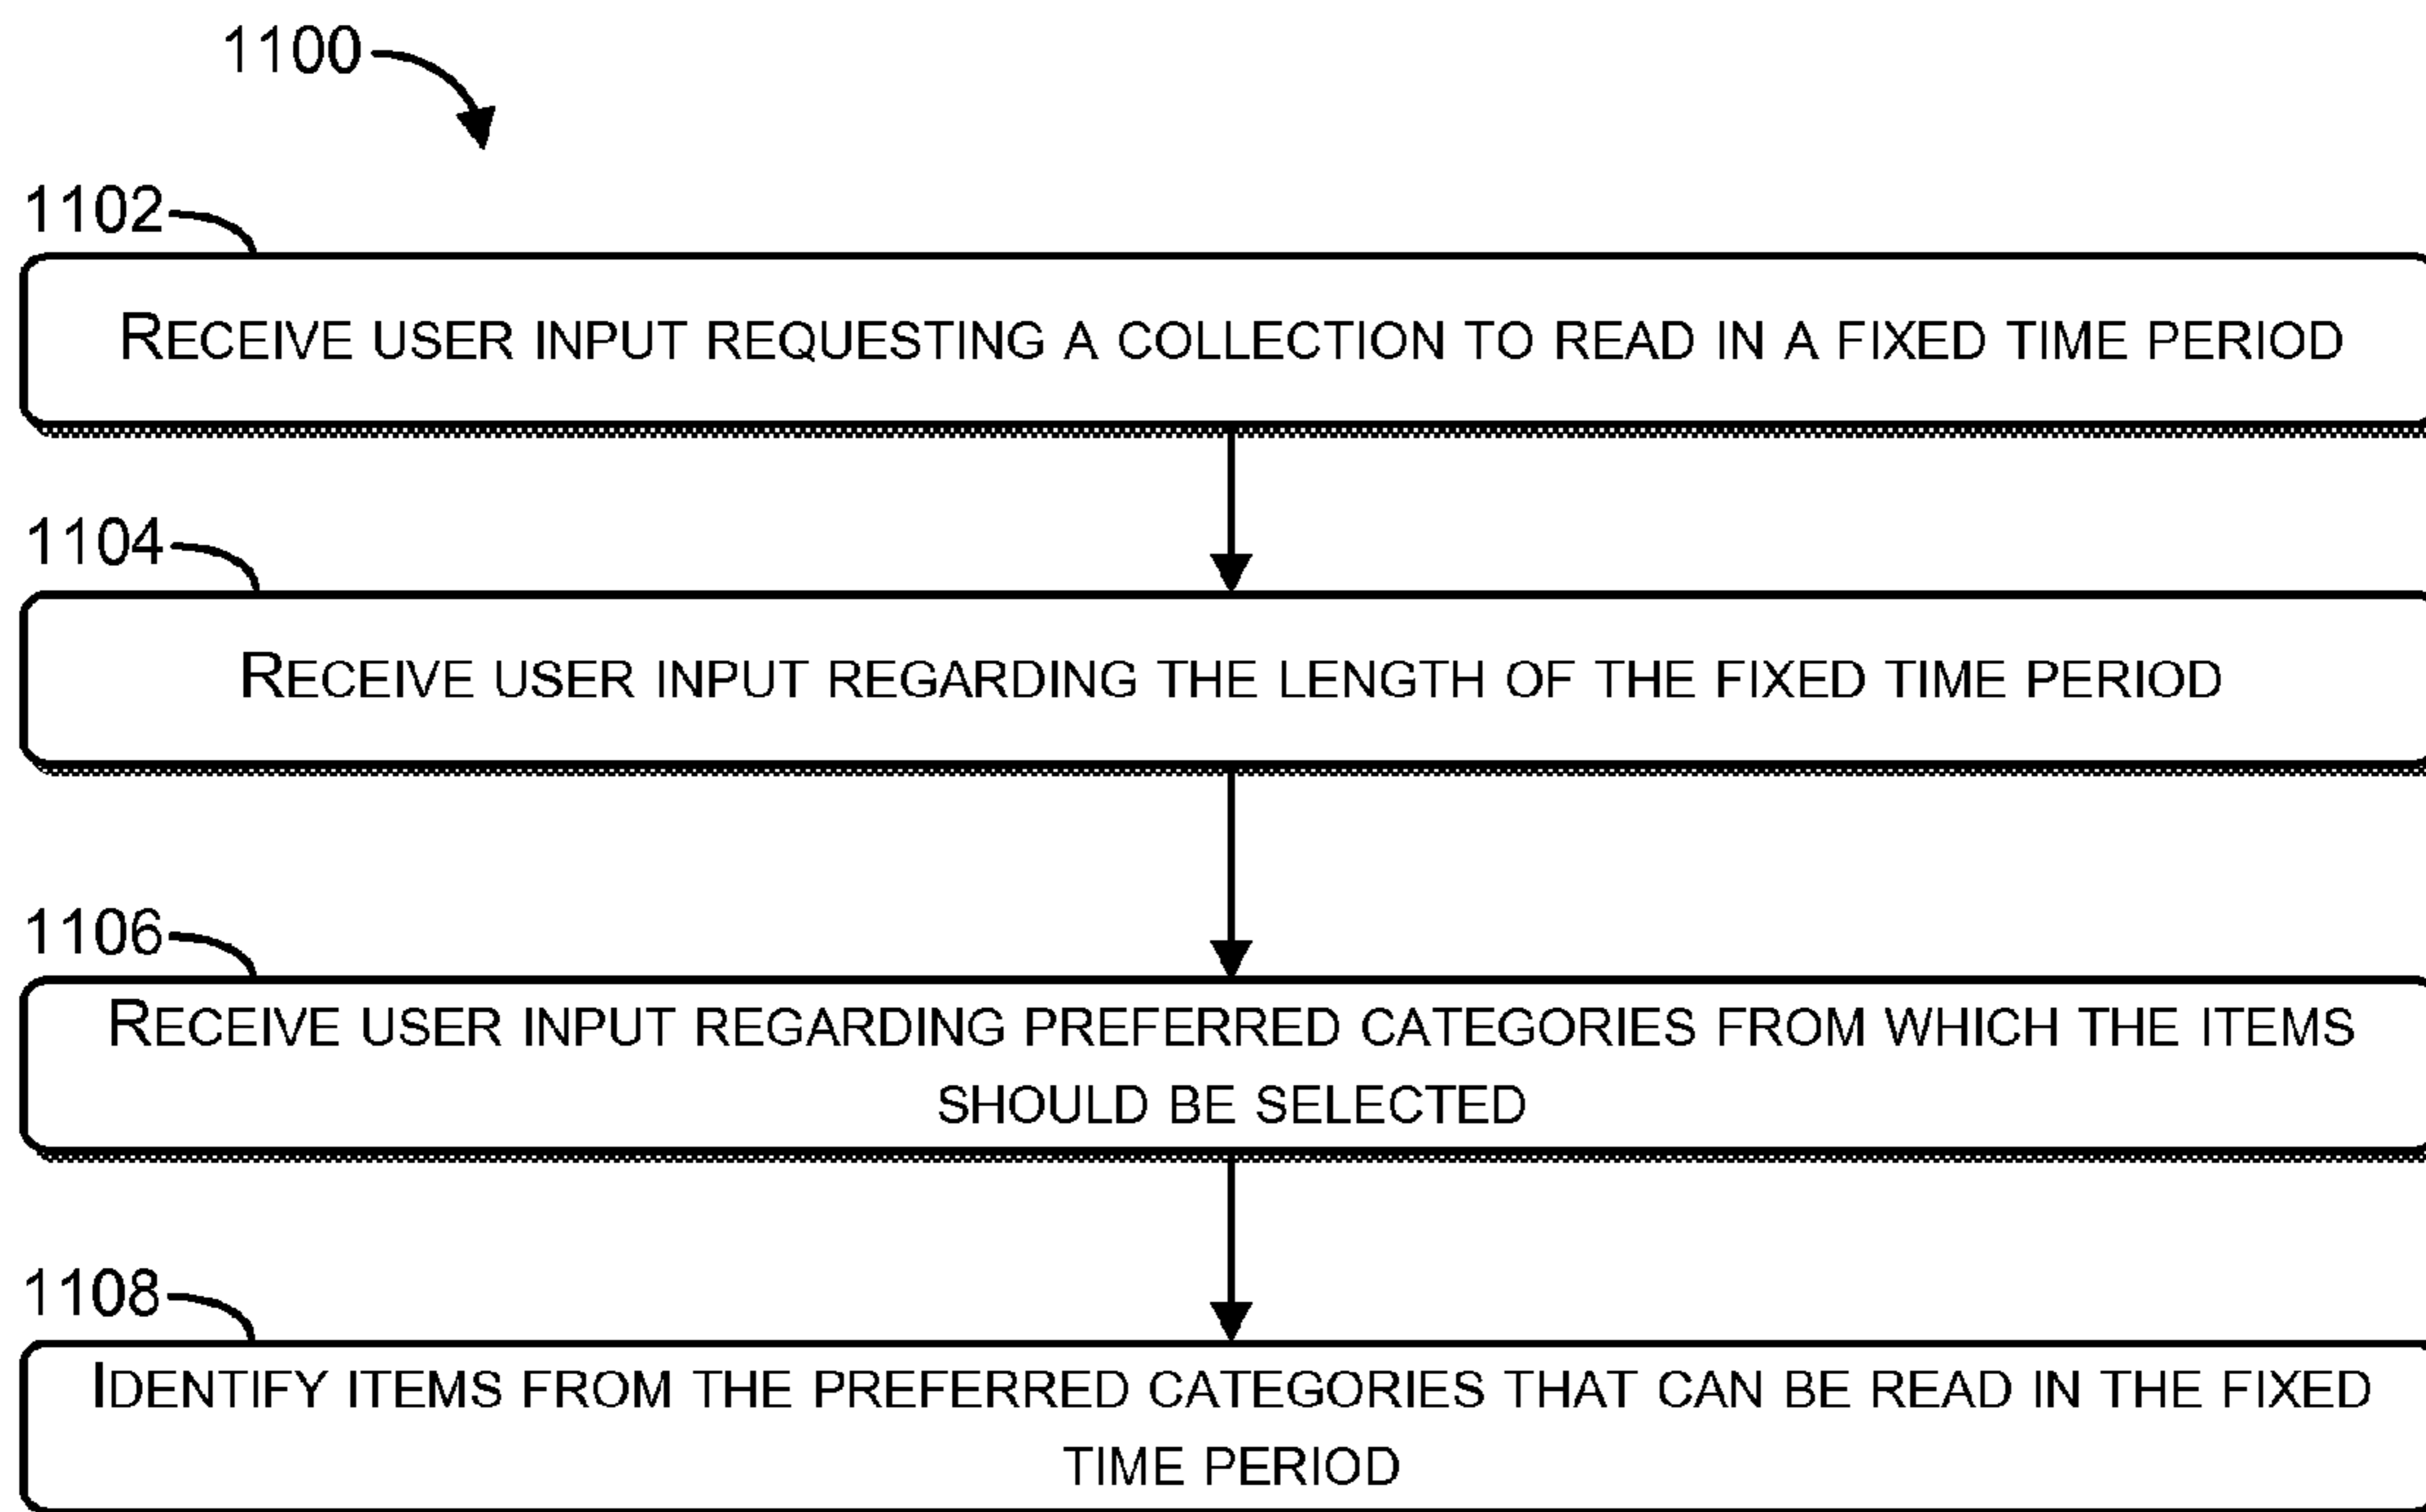 1100
1102
RECEIVE USER INPUT REQUESTING A COLLECTION TO READ IN A FIXED TIME PERIOD
1104
RECEIVE USER INPUT REGARDING THE LENGTH OF THE FIXED TIME PERIOD
1106
RECEIVE USER INPUT REGARDING PREFERRED CATEGORIES FROM WHICH THE ITEMS
SHOULD BE SELECTED
1108
IDENTIFY ITEMS FROM THE PREFERRED CATEGORIES THAT CAN BE READ IN THE FIXED
TIME PERIOD